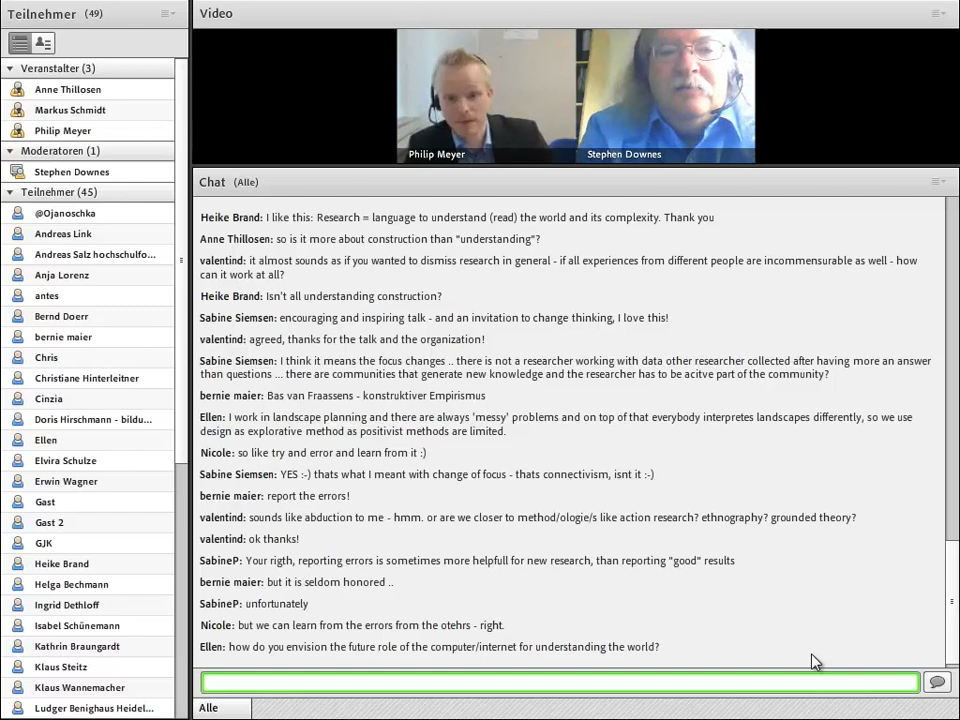 Teilnehmer (49)
Veranstalter (3)
Anne Thillosen
Markus Schmidt
Philip Meyer
Moderatoren (1)
Stephen Downes
Teilnehmer (45)
@Ojanoschka
Andreas Link
Andreas Salz hochschulfo...
Anja Lorenz
antes
Bernd Doerr
bernie maier
Chris
Christiane Hinterleitner
Cinzia
Doris Hirschmann - bildu...
Ellen
Elvira Schulze
Erwin Wagner
Gast
Gast 2
GJK
Heike Brand
Helga Bechmann
Ingrid Dethloff
Isabel Schünemann
Kathrin Braungardt
Klaus Steitz
Klaus Wannemacher
Ludger Benighaus Heidel...
Video
Philip Meyer
Stephen Downes
Chat (Alle)
Heike Brand: I like this: Research = language to understand (read) the world and its complexity. Thank you
Anne Thillosen: so is it more about construction than "understanding"?
valentind: it almost sounds as if you wanted to dismiss research in general - if all experiences from different people are incommensurable as well - how
can it work at all?
Heike Brand: Isn't all understanding construction?
Sabine Siemsen: encouraging and inspiring talk - and an invitation to change thinking, I love this!
valentind: agreed, thanks for the talk and the organization!
Sabine Siemsen: I think it means the focus changes .. there is not a researcher working with data other researcher collected after having more an answer
than questions ... there are communities that generate new knowledge and the researcher has to be acitve part of the community?
bernie maier: Bas van Fraassens - konstruktiver Empirismus
Ellen: I work in landscape planning and there are always 'messy' problems and on top of that everybody interpretes landscapes differently, so we use
design as explorative method as positivist methods are limited.
Nicole: so like try and error and learn from it :)
Sabine Siemsen: YES :-) thats what I meant with change of focus - thats connectivism, isnt it :-)
bernie maier: report the errors!
valentind: sounds like abduction to me - hmm. or are we closer to method/ologie/s like action research? ethnography? grounded theory?
valentind: ok thanks!
SabineP: Your rigth, reporting errors is sometimes more helpfull for new research, than reporting "good" results
bernie maier: but it is seldom honored ..
SabineP: unfortunately
Nicole: but we can learn from the errors from the otehrs - right.
Ellen: how do you envision the future role of the computer/internet for understanding the world?
Alle